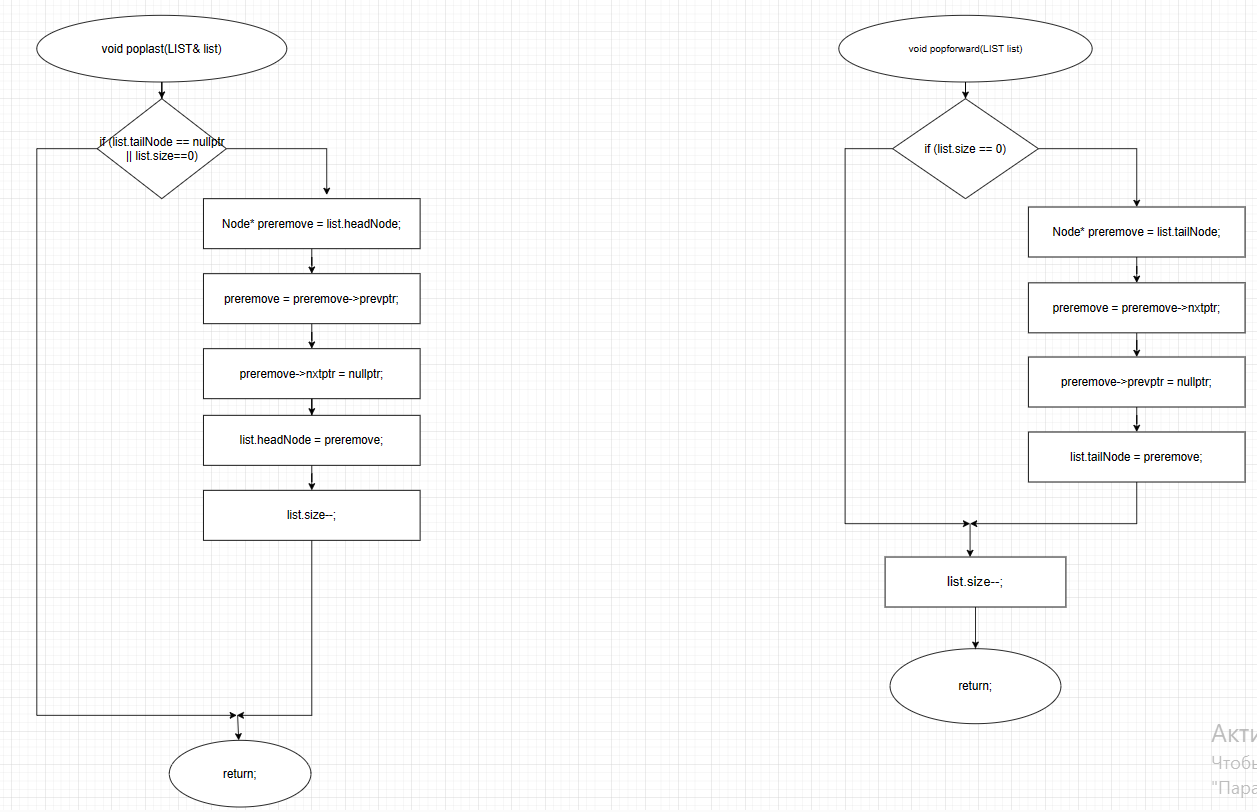 void poplast(LIST& list)
if (list.tailNode == nullptr
|| list.size==0)
Node* preremove = list.headNode;
preremove = preremove->prevptr;
preremove->nxtptr = nullptr;
list.headNode = preremove;
list.size--;
return;
void popforward(LIST list)
if (list.size == 0)
Node* preremove = list.tailNode;
preremove = preremove->nxtptr;
preremove->prevptr = nullptr;
list.tailNode = preremove;
list.size--;
return;
Акти
Чтобы
"Пара